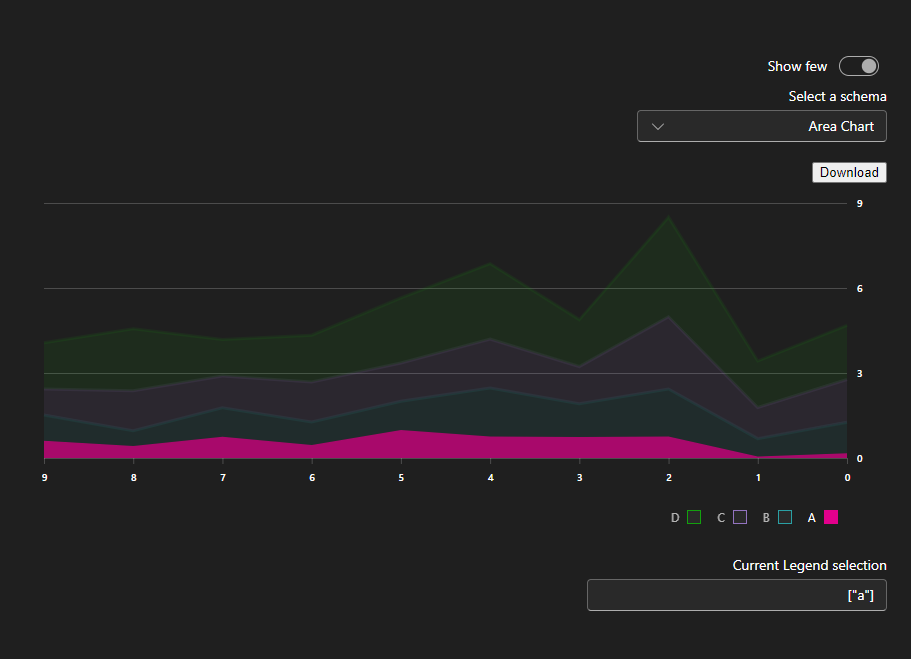 Show few
Select a schema
Area Chart
Download
9
6
3
0
9 8 7 6 5 4 3 2 1 0
D C B A
Current Legend selection
["a"]